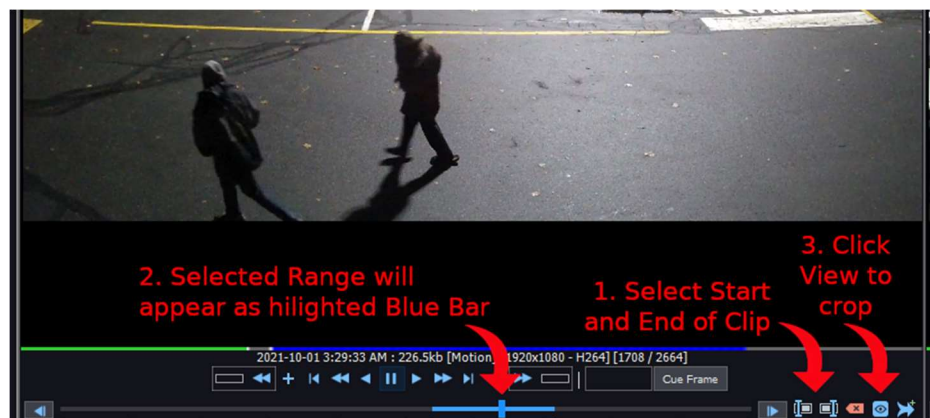 3. Click
View to
crop
2. Selected Range will
appear as hilighted Blue Bar
1. Select Start
and End of Clip
2021-10-01 3:29:33 AM : 226.5kb [Motion] 1920x1080 - H264] [1708 / 2664]
Cue Frame